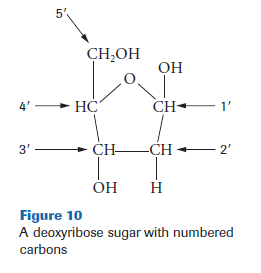 5'
CH₂OH
OH
O
4' HC CH 1'
3' CH CH 2'
OH H
Figure 10
A deoxyribose sugar with numbered
carbons